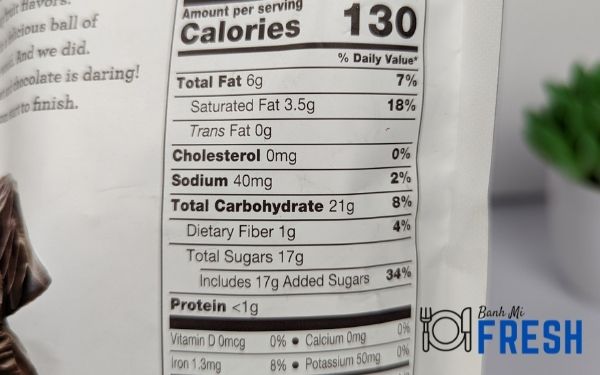 flavors.
ball of
And we did.
chocolate is daring!
to finish.
Amount per serving
Calories 130
% Daily Value*
Total Fat 6g 7%
Saturated Fat 3.5g 18%
Trans Fat 0g
Cholesterol 0mg 0%
Sodium 40mg 2%
Total Carbohydrate 21g 8%
Dietary Fiber 1g 4%
Total Sugars 17g
Includes 17g Added Sugars 34%
Protein <1g
Vitamin D 0mcg 0% • Calcium 0mg 0%
Iron 1.3mg 8% • Potassium 50mg 0%
Banh Mi
FRESH